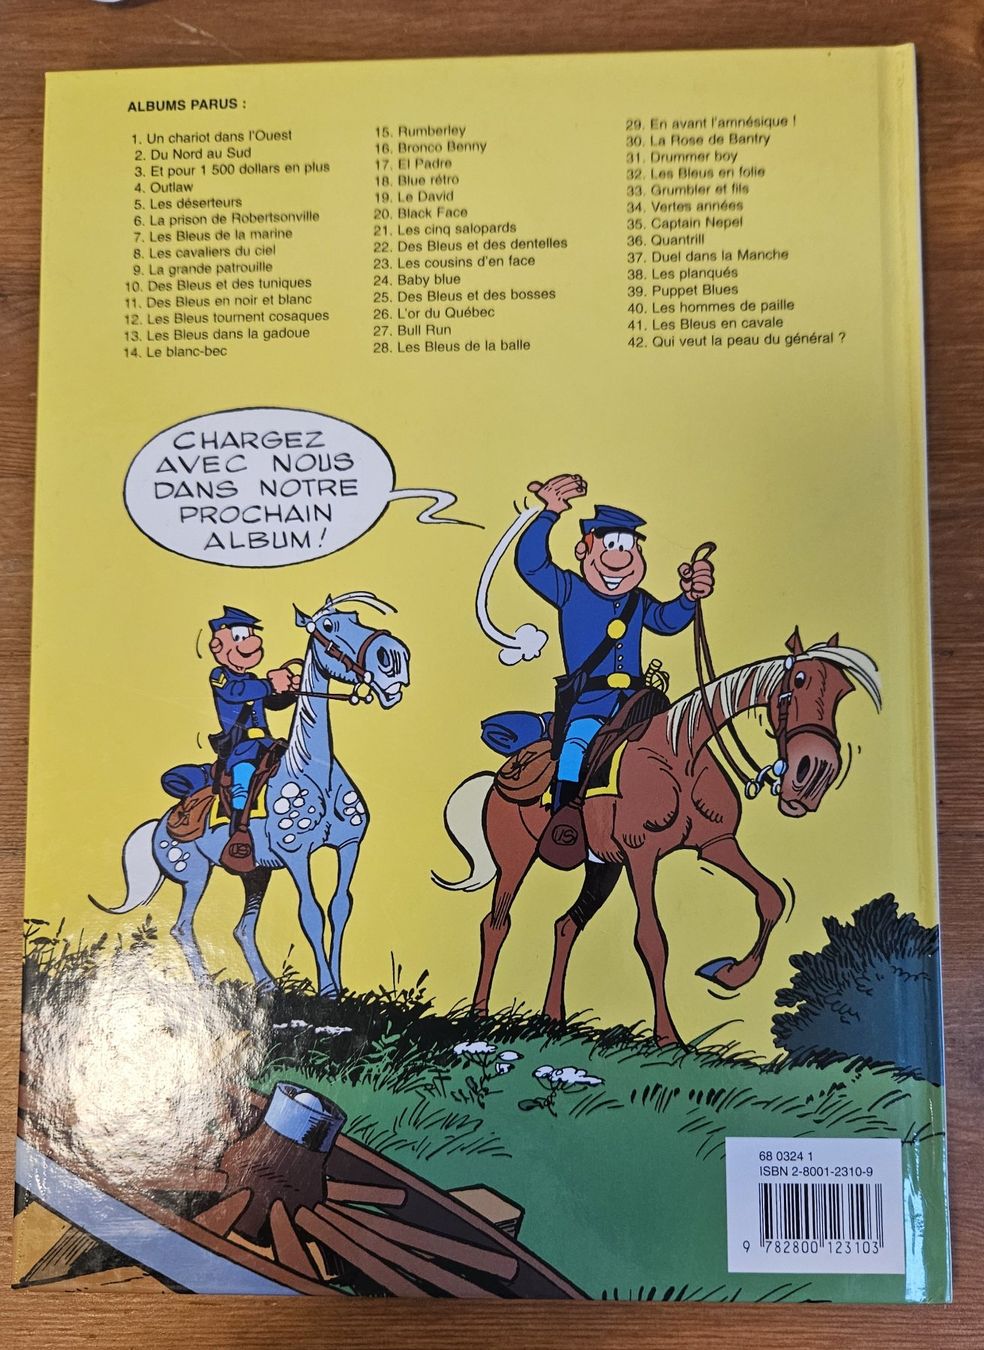 ALBUMS PARUS :
1. Un chariot dans l'Ouest
2. Du Nord au Sud
3. Et pour 1 500 dollars en plus
4. Outlaw
5. Les déserteurs
6. La prison de Robertsonville
7. Les Bleus de la marine
8. Les cavaliers du ciel
9. La grande patrouille
10. Des Bleus et des tuniques
11. Des Bleus en noir et blanc
12. Les Bleus tournent cosaques
13. Les Bleus dans la gadoue
14. Le blanc-bec
15. Rumberley
16. Bronco Benny
17. El Padre
18. Blue rétro
19. Le David
20. Black Face
21. Les cinq salopards
22. Des Bleus et des dentelles
23. Les cousins d'en face
24. Baby blue
25. Des Bleus et des bosses
26. L'or du Québec
27. Bull Run
28. Les Bleus de la balle
29. En avant l'amnésique !
30. La Rose de Bantry
31. Drummer boy
32. Les Bleus en folie
33. Grumbler et fils
34. Vertes années
35. Captain Nepel
36. Quantrill
37. Duel dans la Manche
38. Les planqués
39. Puppet Blues
40. Les hommes de paille
41. Les Bleus en cavale
42. Qui veut la peau du général ?
CHARGEZ
AVEC NOUS
DANS NOTRE
PROCHAIN
ALBUM !
US
US
68 0324 1
ISBN 2-8001-2310-9
9 782800 123103